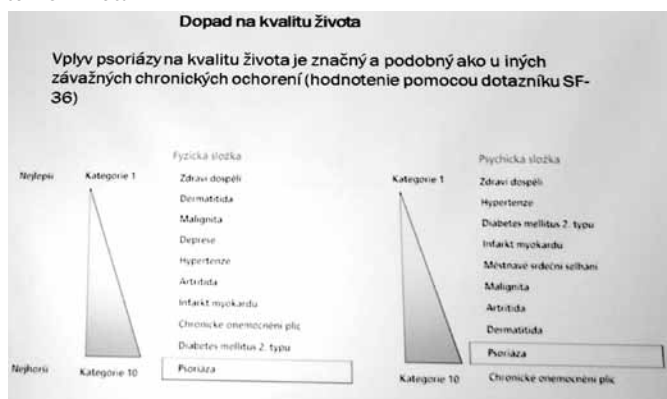 Dopad na kvalitu života
Vplyv psoriázy na kvalitu života je značný a podobný ako u iných
závažných chronických ochorení (hodnotenie pomocou dotazníku SF-
36)
Fyzická složka
Nejlepší
Kategorie 1
Zdraví dospělí
Dermatitida
Malignita
Deprese
Hypertenze
Artritida
Infarkt myokardu
Chronické onemocnění plic
Diabetes mellitus 2. typu
Nejhorší
Kategorie 10
Psoriáza
Psychická složka
Kategorie 1
Zdraví dospělí
Hypertenze
Diabetes mellitus 2. typu
Infarkt myokardu
Městnavé srdeční selhání
Malignita
Artritida
Dermatitida
Psoriáza
Kategorie 10
Chronické onemocnění plic